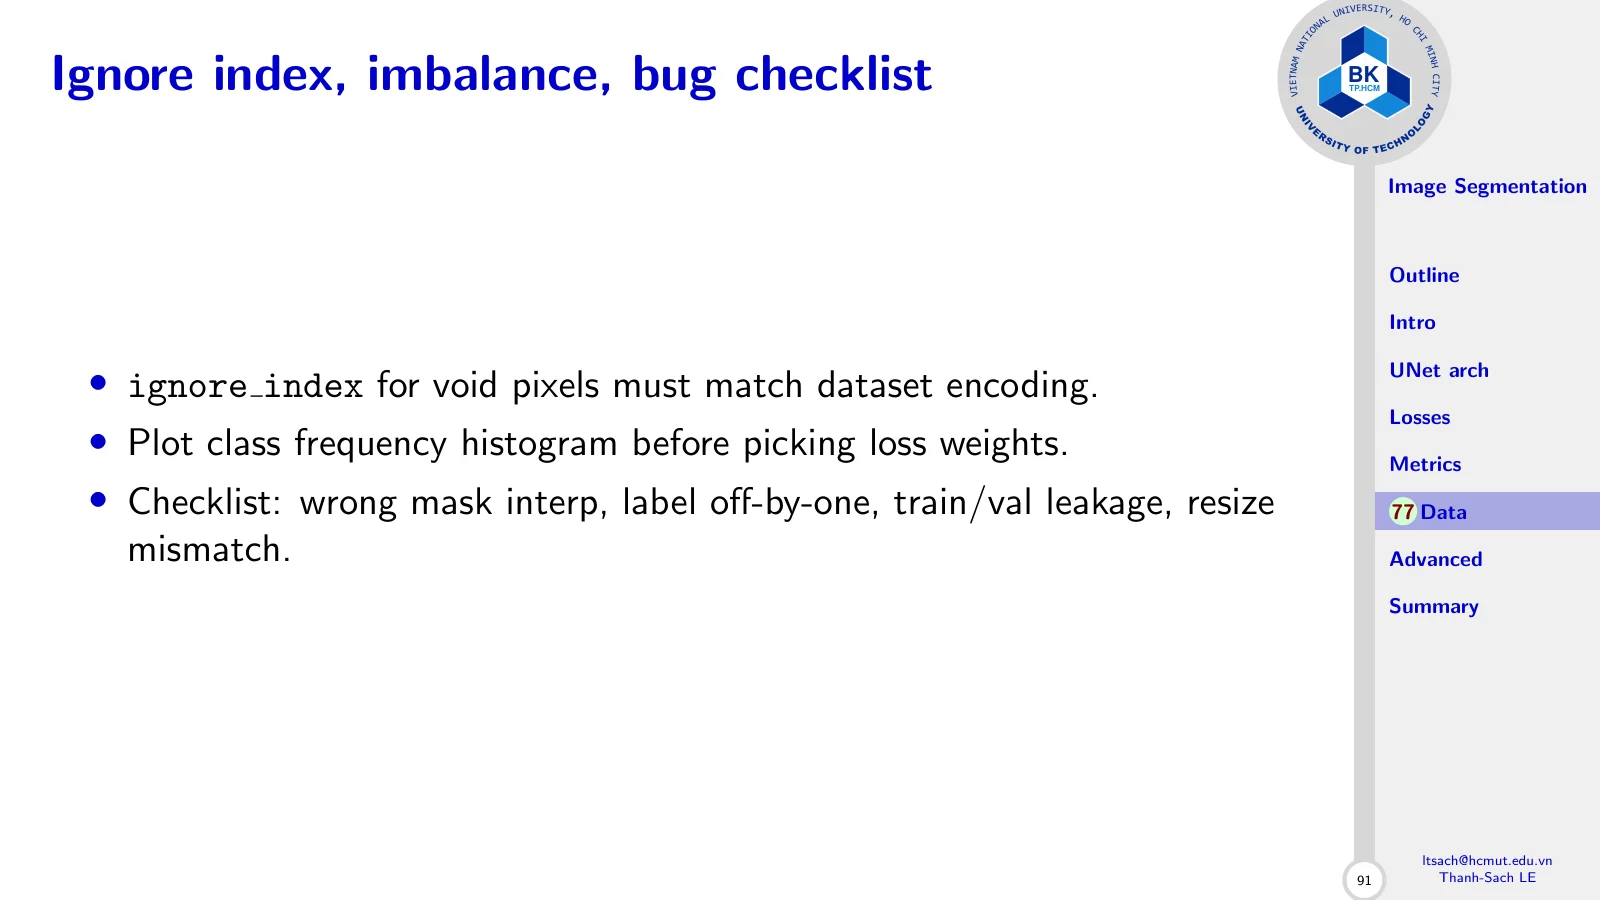 Ignore index, imbalance, bug checklist
VIETNAM NATIONAL UNIVERSITY, HO CHI MINH CITY
BK
TP.HCM
UNIVERSITY OF TECHNOLOGY
Image Segmentation
Outline
Intro
UNet arch
Losses
Metrics
77 Data
Advanced
Summary
• ignore_index for void pixels must match dataset encoding.
• Plot class frequency histogram before picking loss weights.
• Checklist: wrong mask interp, label off-by-one, train/val leakage, resize
mismatch.
ltsach@hcmut.edu.vn
Thanh-Sach LE
91